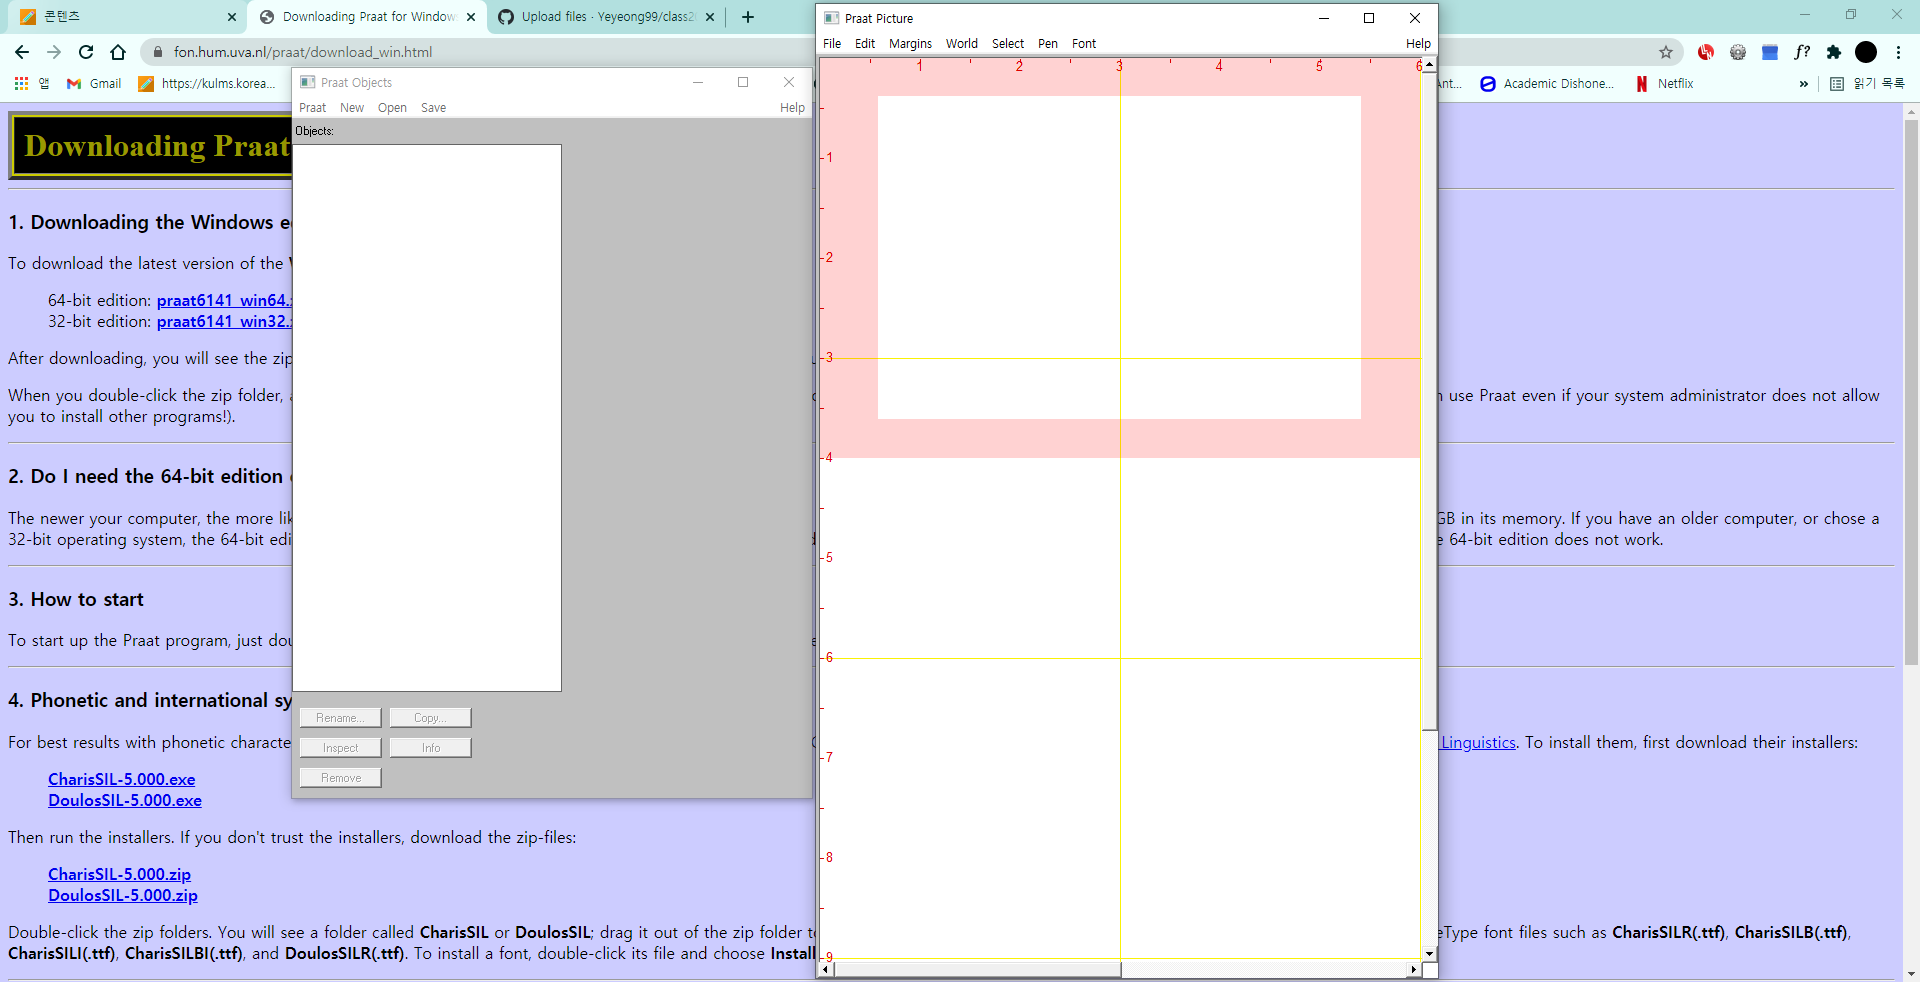 콘텐츠
Downloading Praat for Window
Upload files · Yeyeong99/class2
fon.hum.uva.nl/praat/download_win.html
앱
Gmail
https://kulms.korea...
Ant...
Academic Dishone...
Netflix
»
읽기 목록
Praat Objects
Praat New Open Save Help
Objects:
Rename... Copy...
Inspect Info
Remove
Praat Picture
File Edit Margins World Select Pen Font Help
1 2 3 4 5 6
1
2
3
4
5
6
7
8
9
Downloading Praat
1. Downloading the Windows e
To download the latest version of the
64-bit edition: praat6141_win64.
32-bit edition: praat6141_win32.
After downloading, you will see the zip
When you double-click the zip folder, use Praat even if your system administrator does not allow
you to install other programs!).
2. Do I need the 64-bit edition
The newer your computer, the more lik GB in its memory. If you have an older computer, or chose a
32-bit operating system, the 64-bit edi 64-bit edition does not work.
3. How to start
To start up the Praat program, just dou
4. Phonetic and international sy
For best results with phonetic characte Linguistics. To install them, first download their installers:
CharisSIL-5.000.exe
DoulosSIL-5.000.exe
Then run the installers. If you don't trust the installers, download the zip-files:
CharisSIL-5.000.zip
DoulosSIL-5.000.zip
Double-click the zip folders. You will see a folder called CharisSIL or DoulosSIL; drag it out of the zip folder to eType font files such as CharisSILR(.ttf), CharisSILB(.ttf),
CharisSILI(.ttf), CharisSILBI(.ttf), and DoulosSILR(.ttf). To install a font, double-click its file and choose Install